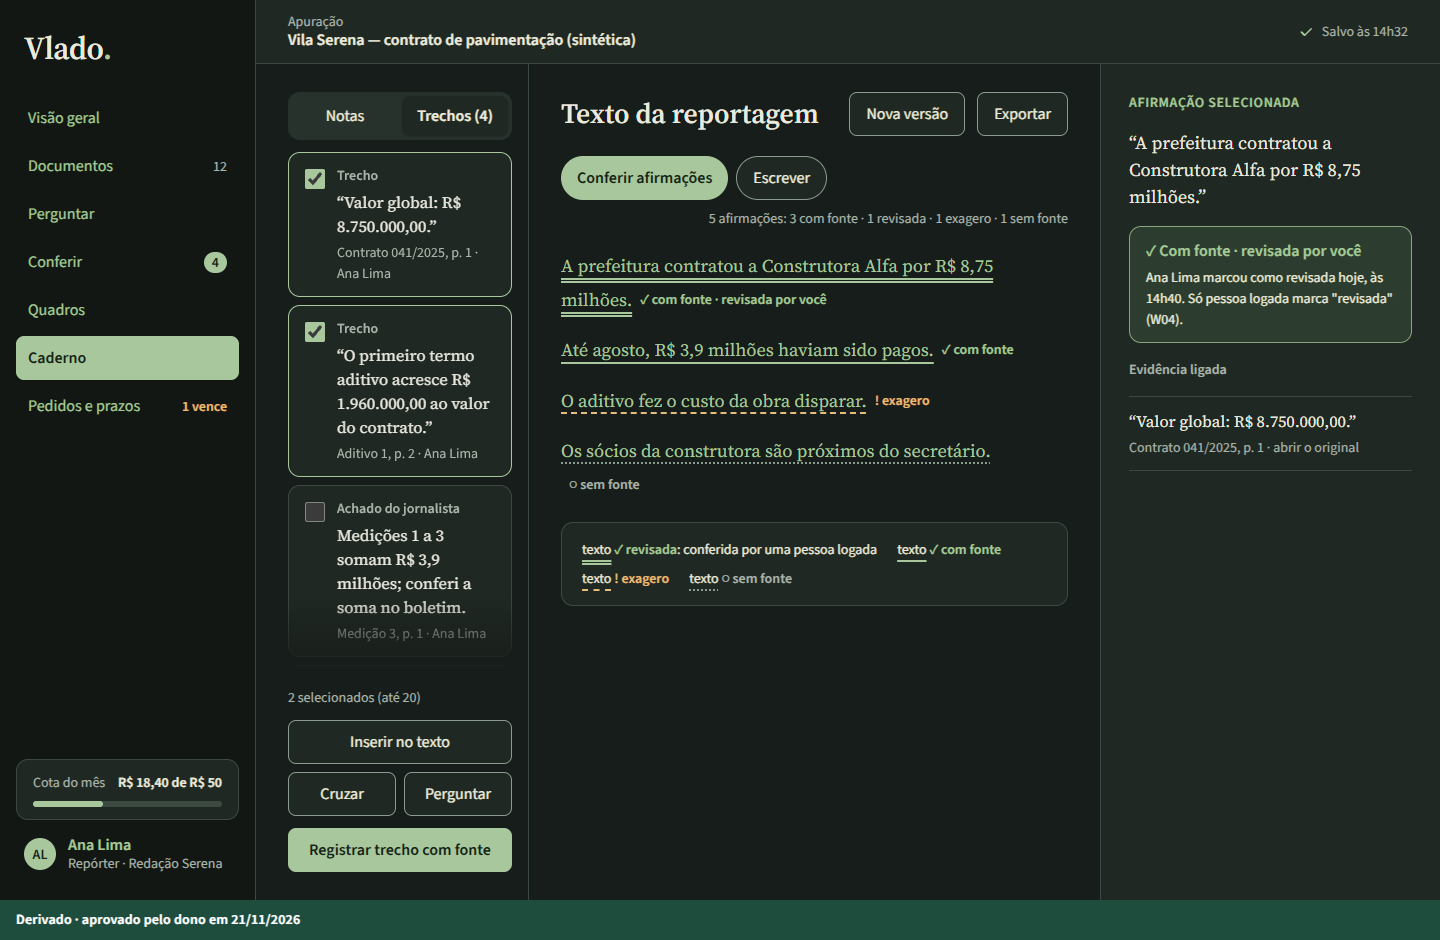 Vlado.
Visão geral
Documentos 12
Perguntar
Conferir 4
Quadros
Caderno
Pedidos e prazos 1 vence
Cota do mês R$ 18,40 de R$ 50
AL
Ana Lima
Repórter · Redação Serena
Apuração
Vila Serena — contrato de pavimentação (sintética)
✓ Salvo às 14h32
Notas Trechos (4)
Trecho
“Valor global: R$
8.750.000,00.”
Contrato 041/2025, p. 1 ·
Ana Lima
Trecho
“O primeiro termo
aditivo acresce R$
1.960.000,00 ao valor
do contrato.”
Aditivo 1, p. 2 · Ana Lima
Achado do jornalista
Medições 1 a 3
somam R$ 3,9
milhões; conferi a
soma no boletim.
Medição 3, p. 1 · Ana Lima
2 selecionados (até 20)
Inserir no texto
Cruzar Perguntar
Registrar trecho com fonte
Texto da reportagem
Nova versão Exportar
Conferir afirmações Escrever
5 afirmações: 3 com fonte · 1 revisada · 1 exagero · 1 sem fonte
A prefeitura contratou a Construtora Alfa por R$ 8,75
milhões. ✓ com fonte · revisada por você
Até agosto, R$ 3,9 milhões haviam sido pagos. ✓ com fonte
O aditivo fez o custo da obra disparar. ! exagero
Os sócios da construtora são próximos do secretário.
○ sem fonte
texto ✓ revisada: conferida por uma pessoa logada texto ✓ com fonte
texto ! exagero texto ○ sem fonte
AFIRMAÇÃO SELECIONADA
“A prefeitura contratou a
Construtora Alfa por R$ 8,75
milhões.”
✓ Com fonte · revisada por você
Ana Lima marcou como revisada hoje, às
14h40. Só pessoa logada marca "revisada"
(W04).
Evidência ligada
“Valor global: R$ 8.750.000,00.”
Contrato 041/2025, p. 1 · abrir o original
Derivado · aprovado pelo dono em 21/11/2026